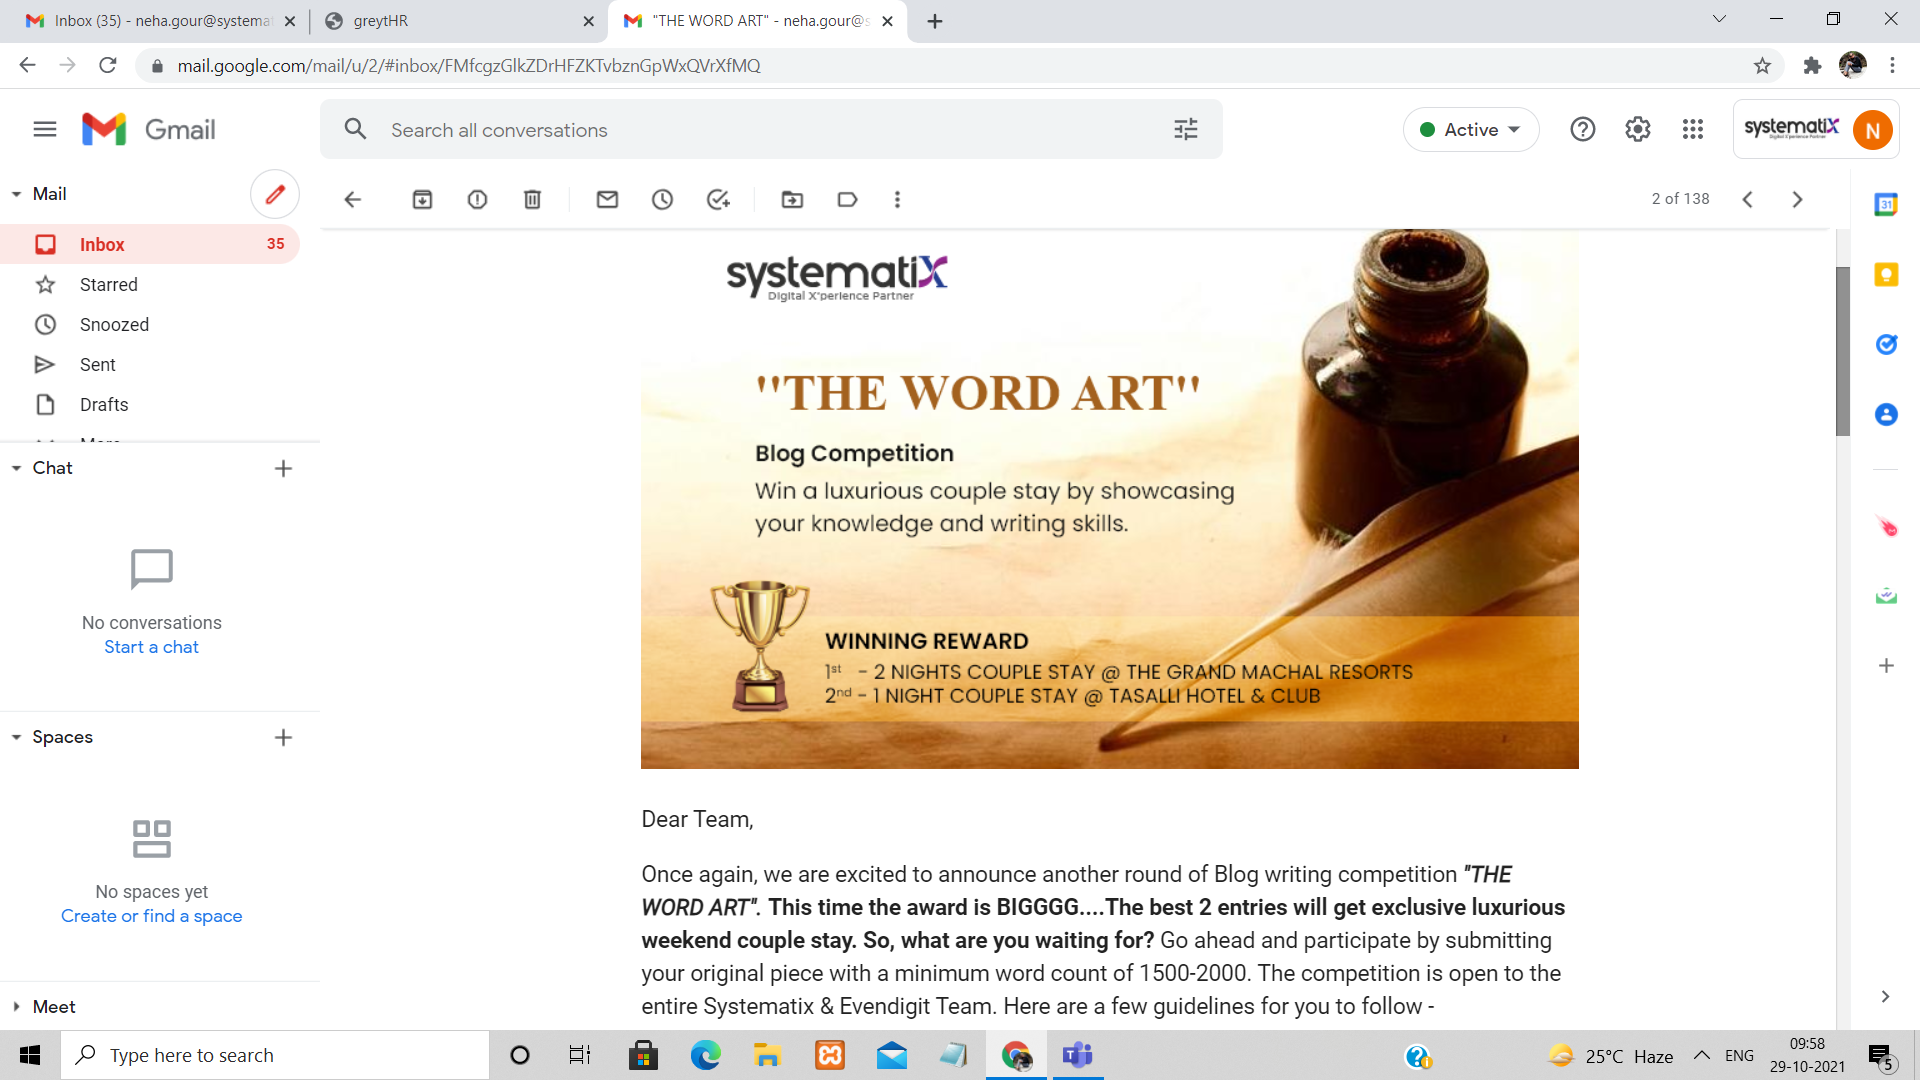 Inbox (35) - neha.gour@systemat
greytHR
"THE WORD ART" - neha.gour@s
mail.google.com/mail/u/2/#inbox/FMfcgzGlkZDrHFZKTvbznGpWxQVrXfMQ
Gmail
Search all conversations
Active
systematiX
Digital X'perience Partner
N
Mail
2 of 138
Inbox 35
Starred
Snoozed
Sent
Drafts
More
Chat
No conversations
Start a chat
Spaces
No spaces yet
Create or find a space
Meet
systematiX
Digital X'perience Partner
"THE WORD ART"
Blog Competition
Win a luxurious couple stay by showcasing
your knowledge and writing skills.
WINNING REWARD
1st - 2 NIGHTS COUPLE STAY @ THE GRAND MACHAL RESORTS
2nd - 1 NIGHT COUPLE STAY @ TASALLI HOTEL & CLUB
Dear Team,
Once again, we are excited to announce another round of Blog writing competition "THE
WORD ART". This time the award is BIGGGG....The best 2 entries will get exclusive luxurious
weekend couple stay. So, what are you waiting for? Go ahead and participate by submitting
your original piece with a minimum word count of 1500-2000. The competition is open to the
entire Systematix & Evendigit Team. Here are a few guidelines for you to follow -
31
Type here to search
25°C Haze
ENG
09:58
29-10-2021
5